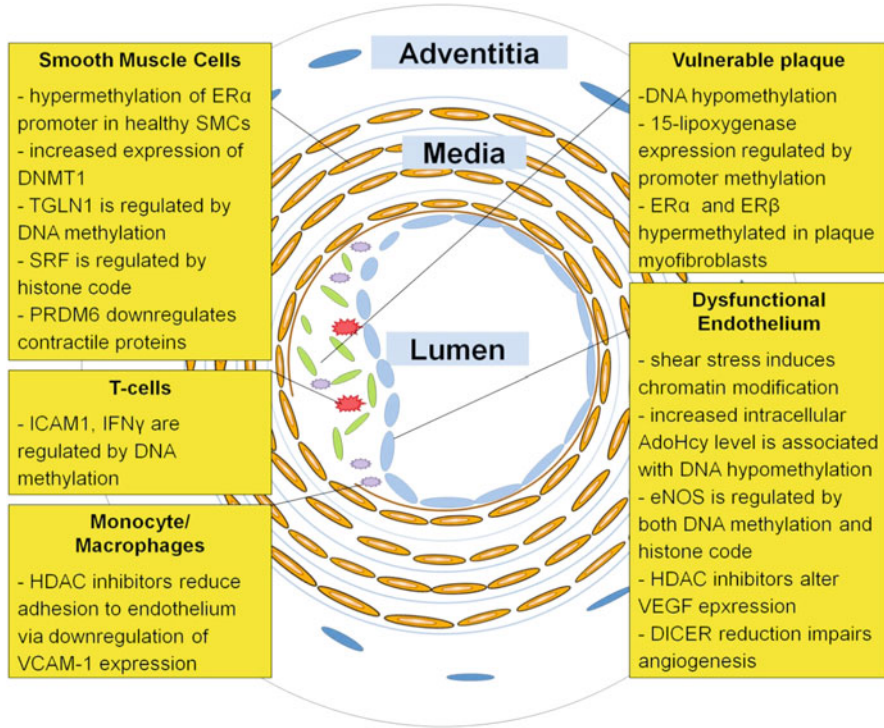 Smooth Muscle Cells
- hypermethylation of ERα
promoter in healthy SMCs
- increased expression of
DNMT1
- TGLN1 is regulated by
DNA methylation
- SRF is regulated by
histone code
- PRDM6 downregulates
contractile proteins
T-cells
- ICAM1, IFNγ are
regulated by DNA
methylation
Monocyte/
Macrophages
- HDAC inhibitors reduce
adhesion to endothelium
via downregulation of
VCAM-1 expression
Adventitia
Media
Lumen
Vulnerable plaque
-DNA hypomethylation
- 15-lipoxygenase
expression regulated by
promoter methylation
- ERα and ERβ
hypermethylated in plaque
myofibroblasts
Dysfunctional
Endothelium
- shear stress induces
chromatin modification
- increased intracellular
AdoHcy level is associated
with DNA hypomethylation
- eNOS is regulated by
both DNA methylation and
histone code
- HDAC inhibitors alter
VEGF epxression
- DICER reduction impairs
angiogenesis